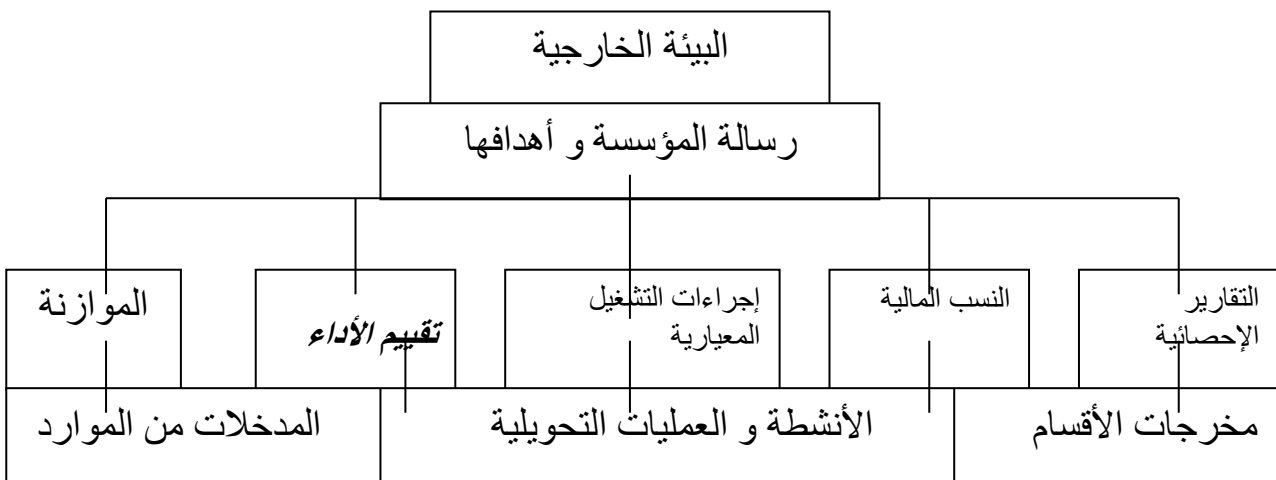 البيئة الخارجية
رسالة المؤسسة و أهدافها
التقارير
الإحصائية
النسب المالية
إجراءات التشغيل
المعيارية
تقييم الأداء
الموازنة
مخرجات الأقسام
الأنشطة و العمليات التحويلية
المدخلات من الموارد